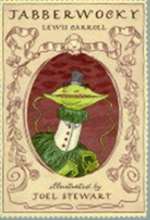 JABBERWOCKY
LEWIS CARROLL
illustrated by
JOEL STEWART